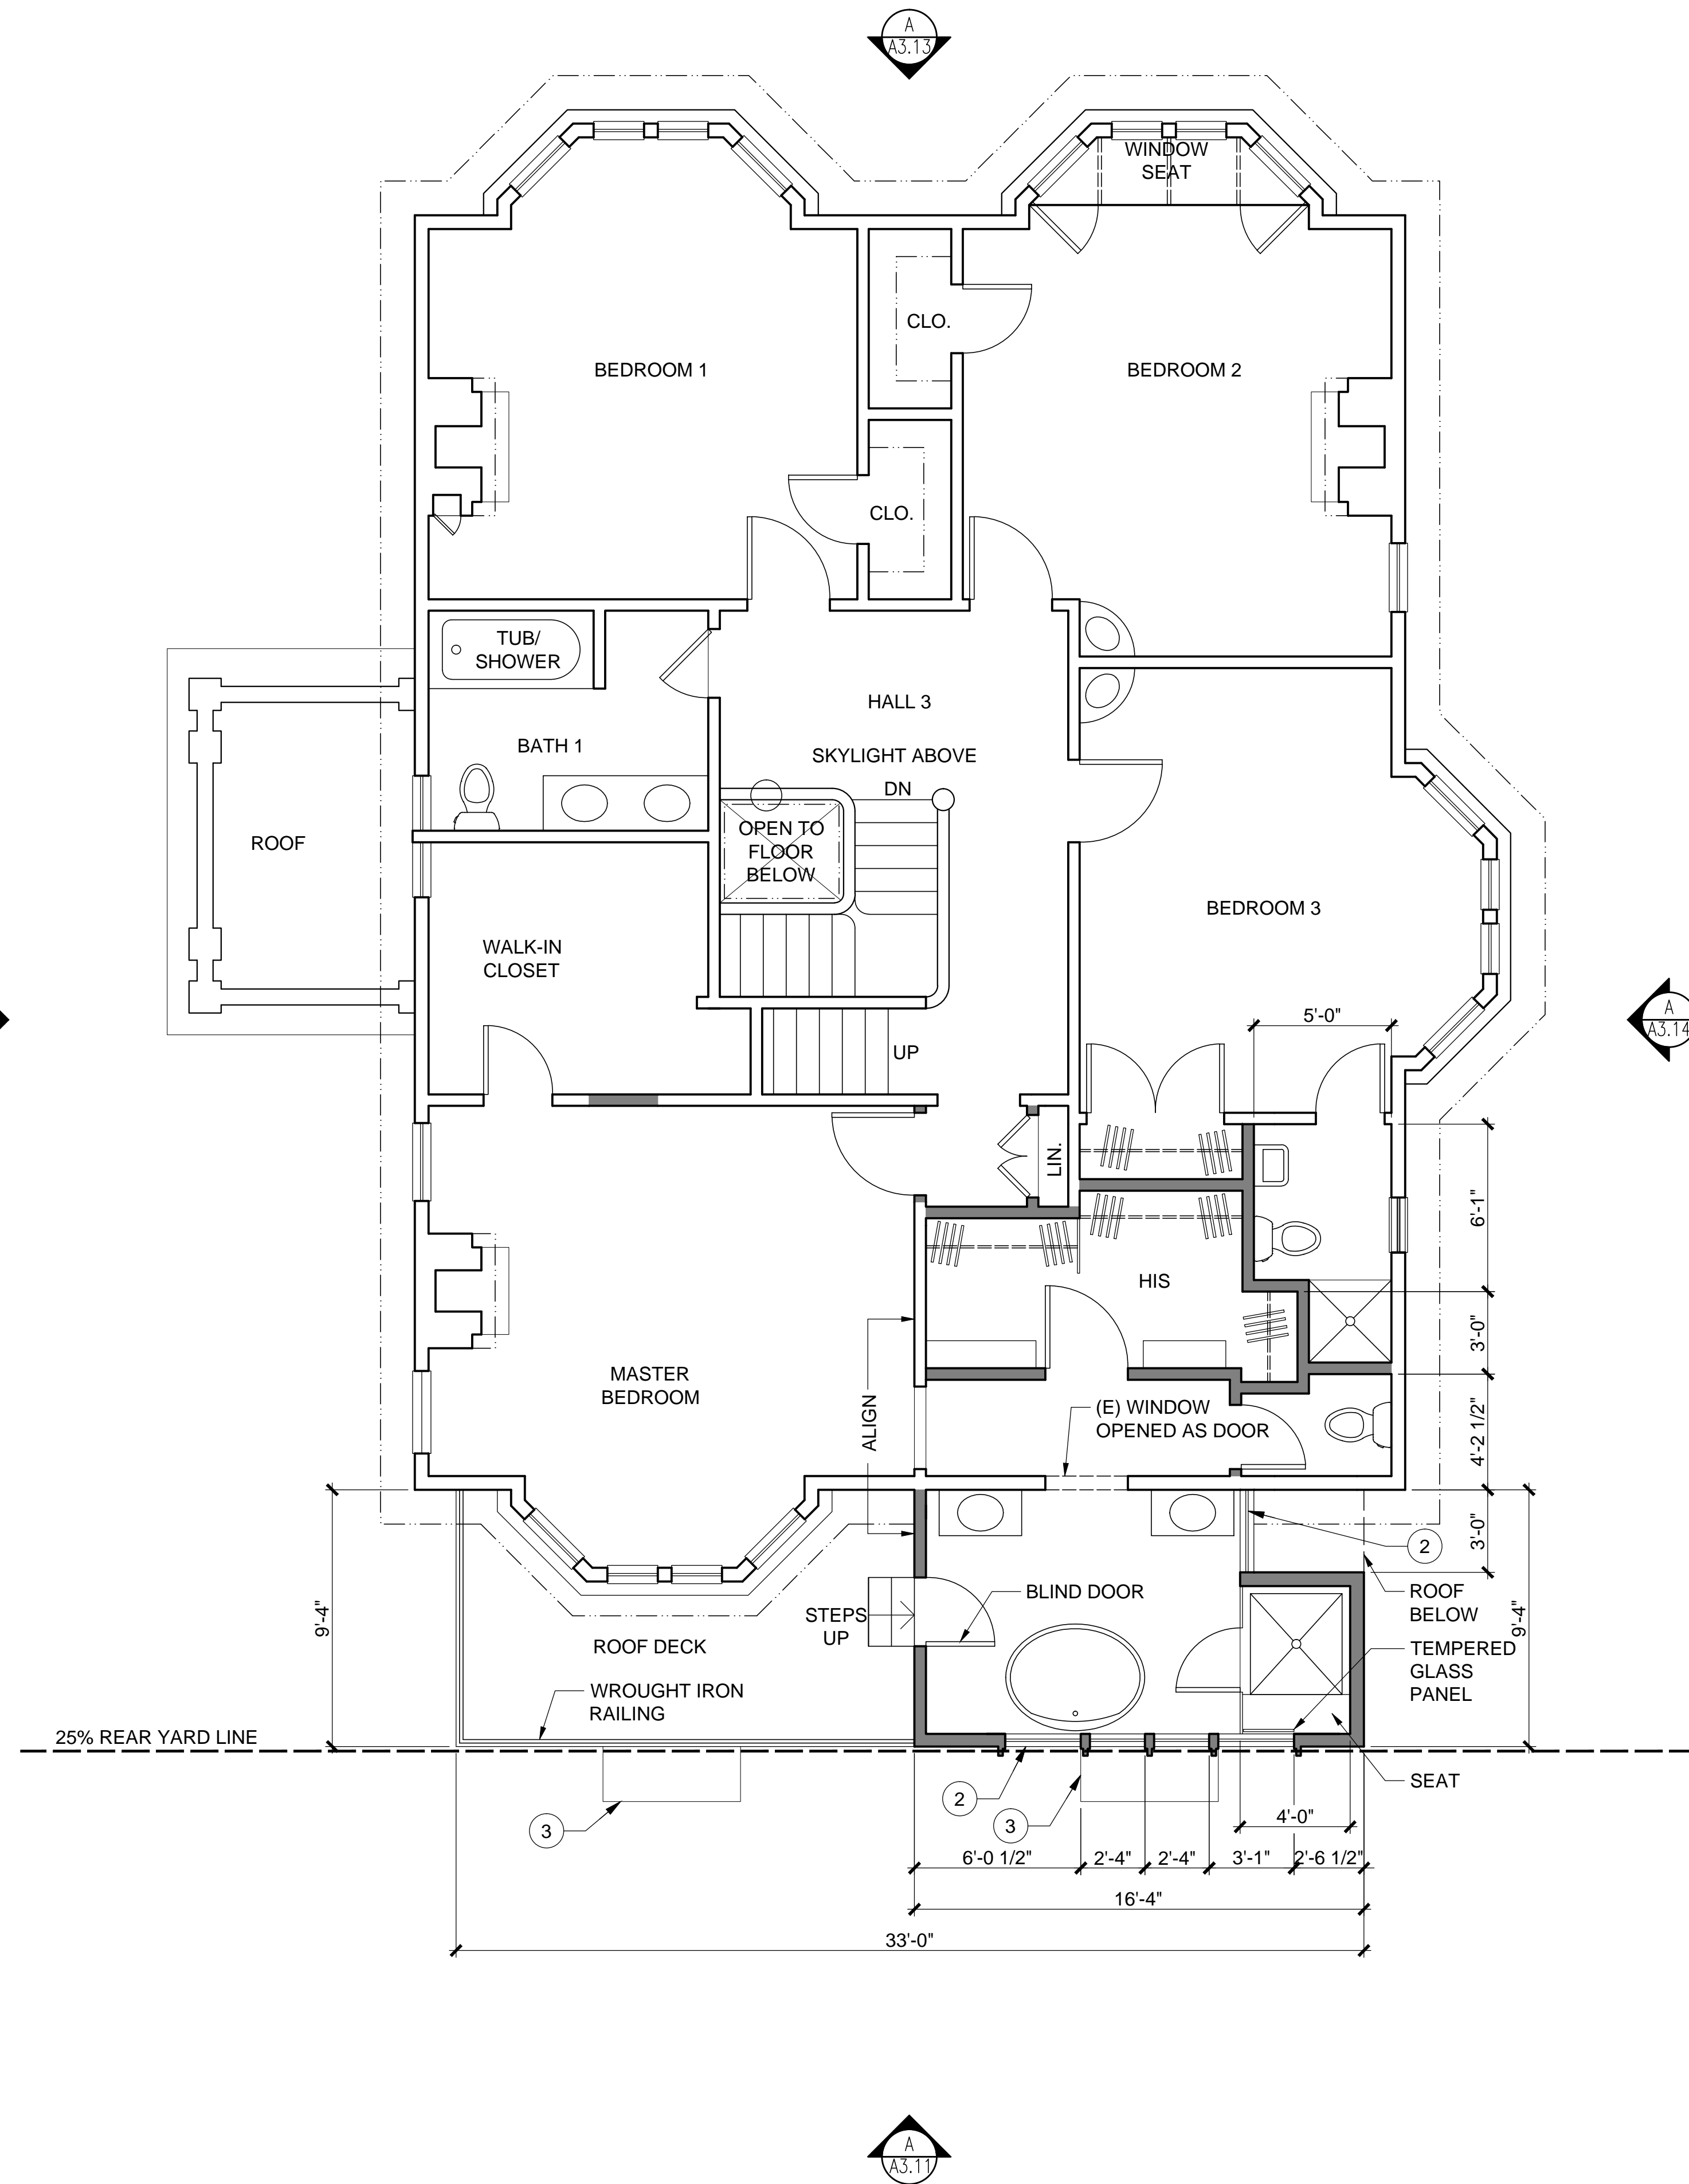 A
A3.13
WINDOW
SEAT
CLO.
BEDROOM 1
BEDROOM 2
CLO.
TUB/
SHOWER
HALL 3
BATH 1
SKYLIGHT ABOVE
DN
OPEN TO
FLOOR
BELOW
ROOF
BEDROOM 3
WALK-IN
CLOSET
5'-0"
A
A3.14
UP
LIN.
6'-1"
HIS
3'-0"
MASTER
BEDROOM
ALIGN
(E) WINDOW
OPENED AS DOOR
4'-2 1/2"
3'-0"
2
9'-4"
BLIND DOOR
ROOF
BELOW
9'-4"
STEPS
UP
ROOF DECK
TEMPERED
GLASS
PANEL
WROUGHT IRON
RAILING
25% REAR YARD LINE
SEAT
2
3
3
4'-0"
6'-0 1/2"
2'-4"
2'-4"
3'-1"
2'-6 1/2"
16'-4"
33'-0"
A
A3.11